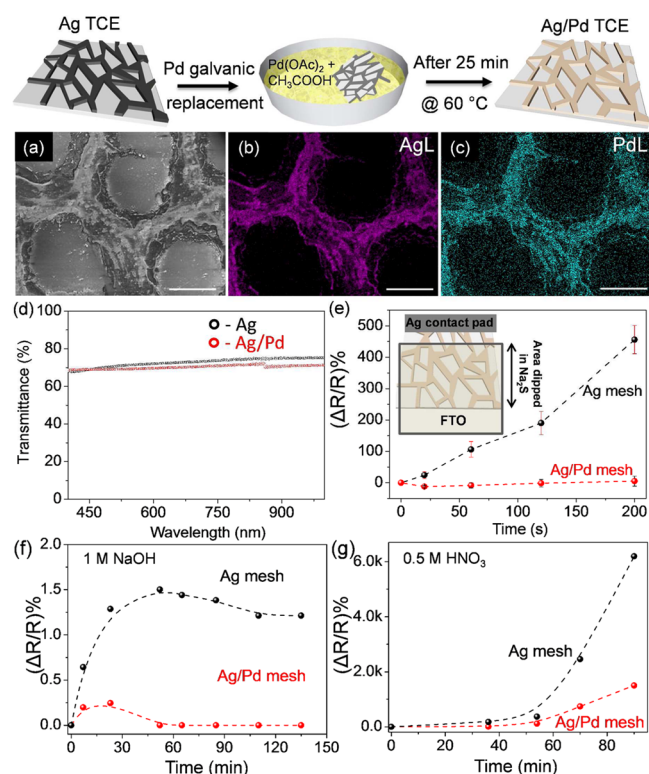 Ag TCE
Pd galvanic
replacement
Pd(OAc)₂ +
CH₃COOH
After 25 min
@ 60 °C
Ag/Pd TCE
(a)
(b)
AgL
(c)
PdL
(d)
- Ag
- Ag/Pd
100
80
60
40
20
0
450
600
750
900
Wavelength (nm)
Transmittance (%)
(e)
Ag contact pad
Area dipped
in Na₂S
FTO
Ag mesh
Ag/Pd mesh
500
400
300
200
100
0
0
50
100
150
200
Time (s)
(ΔR/R)%
(f)
1 M NaOH
Ag mesh
Ag/Pd mesh
2.0
1.5
1.0
0.5
0.0
0
30
60
90
120
150
Time (min)
(ΔR/R)%
(g)
0.5 M HNO₃
Ag mesh
Ag/Pd mesh
6.0k
4.0k
2.0k
0.0
0
20
40
60
80
Time (min)
(ΔR/R)%